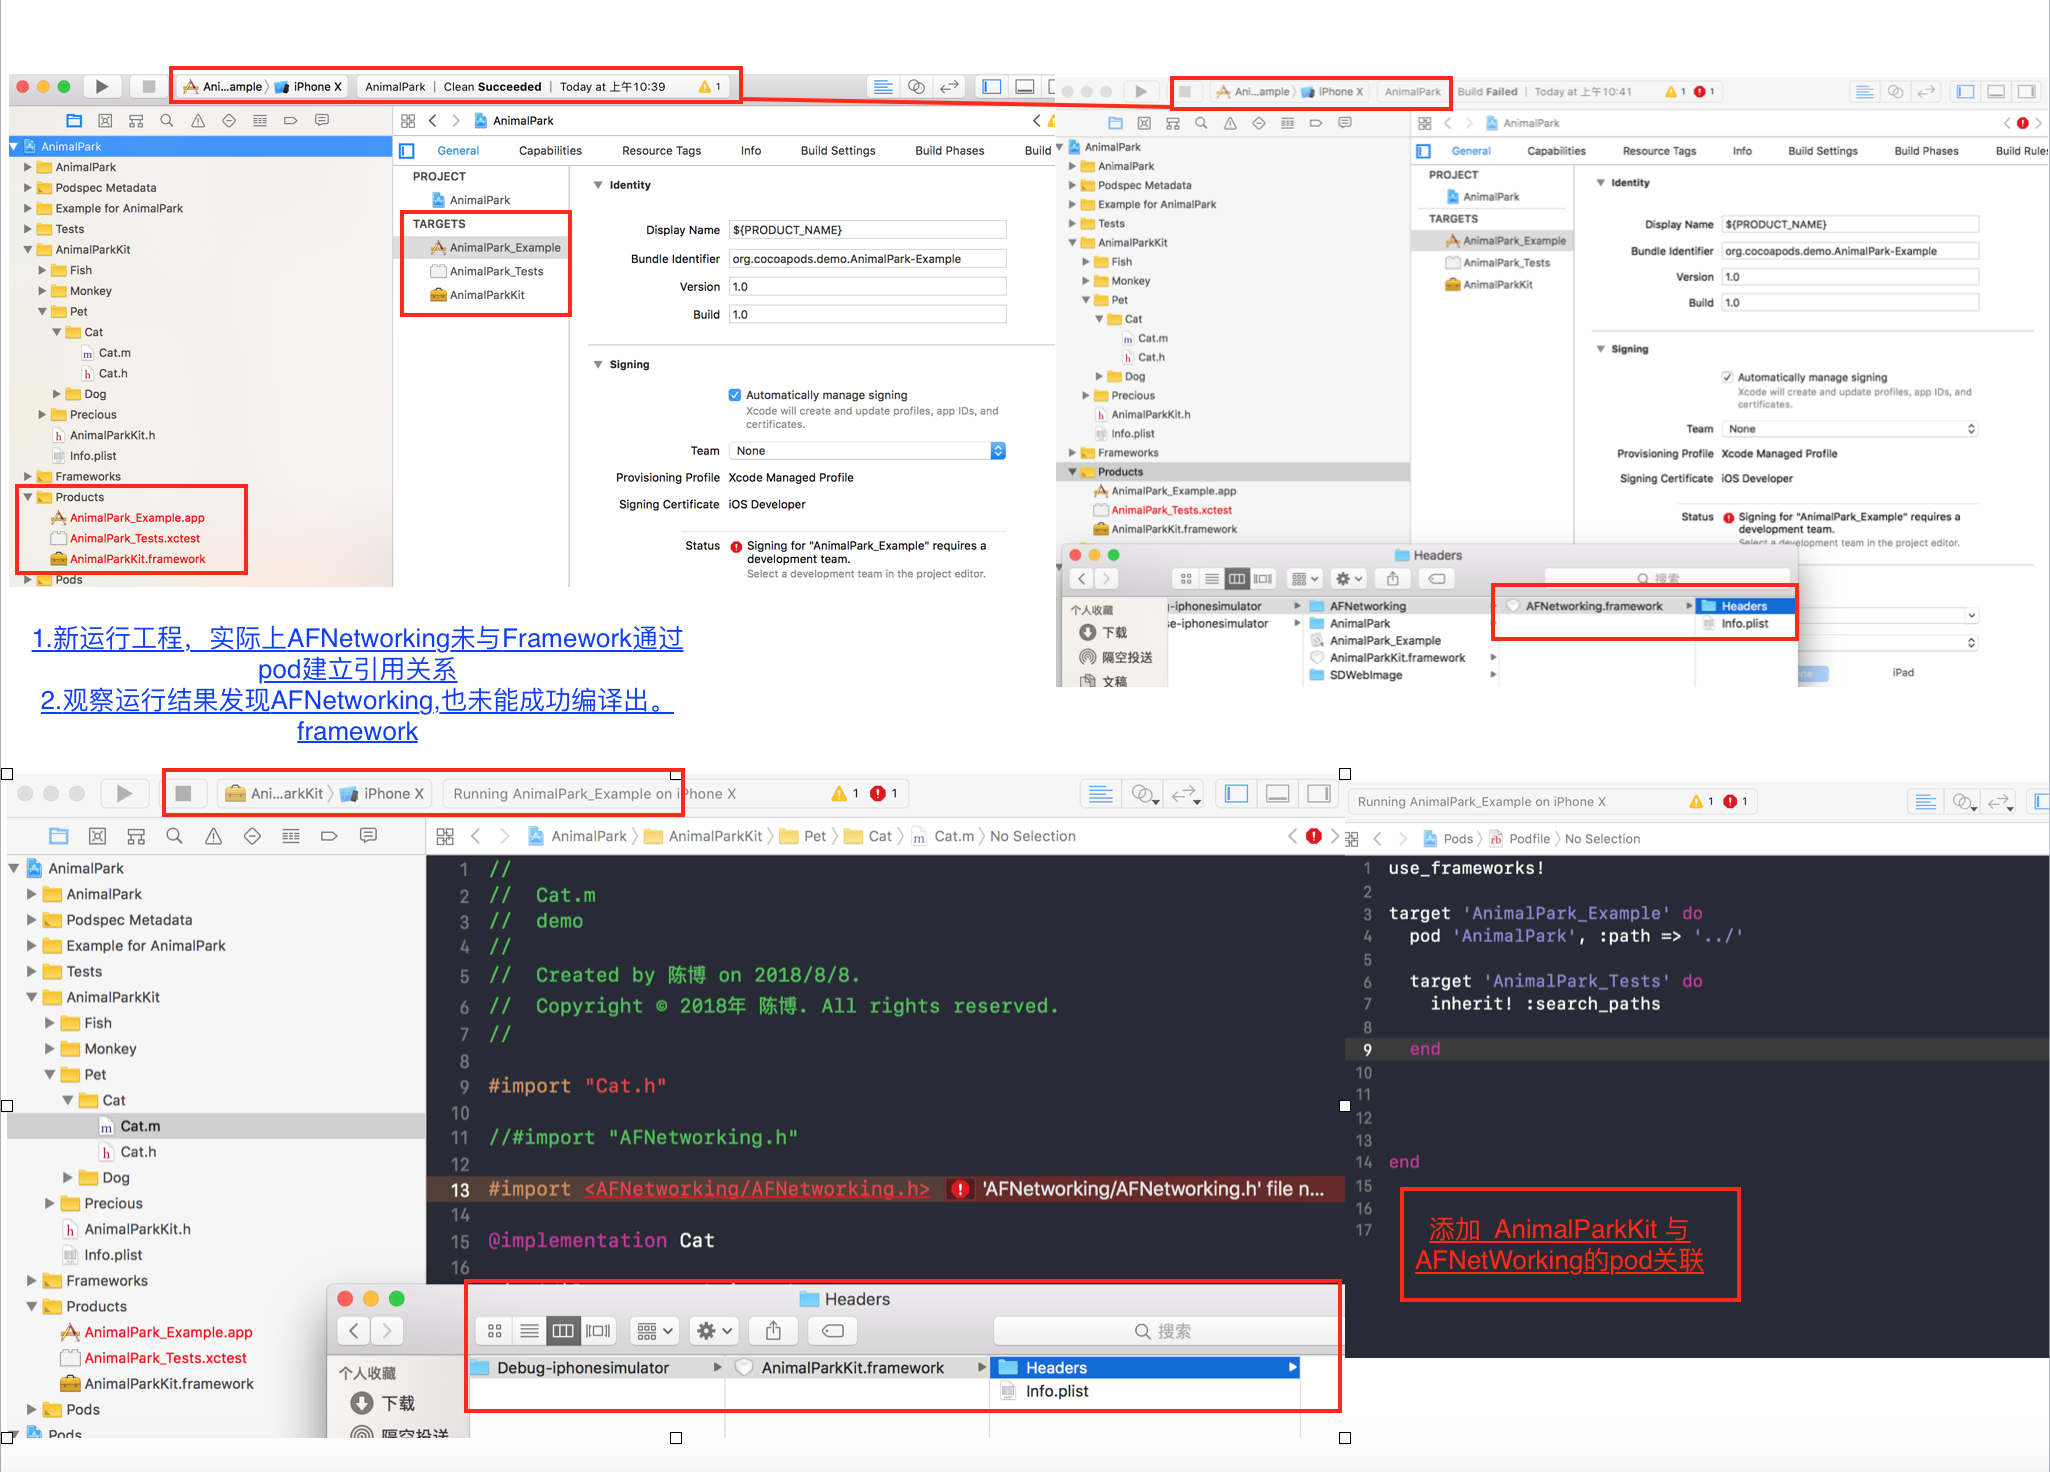 Ani...ample 〉 iPhone X
AnimalPark | Clean Succeeded | Today at 上午10:39
1
AnimalPark
General
Capabilities
Resource Tags
Info
Build Settings
Build Phases
Build
AnimalPark
AnimalPark
Podspec Metadata
Example for AnimalPark
Tests
AnimalParkKit
Fish
Monkey
Pet
Cat
Cat.m
Cat.h
Dog
Precious
AnimalParkKit.h
Info.plist
Frameworks
Products
AnimalPark_Example.app
AnimalPark_Tests.xctest
AnimalParkKit.framework
Pods
PROJECT
AnimalPark
TARGETS
AnimalPark_Example
AnimalPark_Tests
AnimalParkKit
Identity
Display Name ${PRODUCT_NAME}
Bundle Identifier org.cocoapods.demo.AnimalPark-Example
Version 1.0
Build 1.0
Signing
Automatically manage signing
Xcode will create and update profiles, app IDs, and
certificates.
Team None
Provisioning Profile Xcode Managed Profile
Signing Certificate iOS Developer
Status Signing for "AnimalPark_Example" requires a
development team.
Select a development team in the project editor.
Ani...ample 〉 iPhone X
AnimalPark Build Failed | Today at 上午10:41
1 1
AnimalPark
General
Capabilities
Resource Tags
Info
Build Settings
Build Phases
Build Rules
AnimalPark
AnimalPark
Podspec Metadata
Example for AnimalPark
Tests
AnimalParkKit
Fish
Monkey
Pet
Cat
Cat.m
Cat.h
Dog
Precious
AnimalParkKit.h
Info.plist
Frameworks
Products
AnimalPark_Example.app
AnimalPark_Tests.xctest
AnimalParkKit.framework
PROJECT
AnimalPark
TARGETS
AnimalPark_Example
AnimalPark_Tests
AnimalParkKit
Identity
Display Name ${PRODUCT_NAME}
Bundle Identifier org.cocoapods.demo.AnimalPark-Example
Version 1.0
Build 1.0
Signing
Automatically manage signing
Xcode will create and update profiles, app IDs, and
certificates.
Team None
Provisioning Profile Xcode Managed Profile
Signing Certificate iOS Developer
Status Signing for "AnimalPark_Example" requires a
development team.
Select a development team in the project editor.
iPad
Headers
搜索
个人收藏
下载
隔空投送
文稿
-iphonesimulator
se-iphonesimulator
AFNetworking
AnimalPark
AnimalPark_Example
AnimalParkKit.framework
SDWebImage
AFNetworking.framework
Headers
Info.plist
1.新运行工程，实际上AFNetworking未与Framework通过
pod建立引用关系
2.观察运行结果发现AFNetworking,也未能成功编译出。
framework
Ani...arkKit 〉 iPhone X
Running AnimalPark_Example on iPhone X
1 1
AnimalPark 〉 AnimalParkKit 〉 Pet 〉 Cat 〉 Cat.m 〉 No Selection
AnimalPark
AnimalPark
Podspec Metadata
Example for AnimalPark
Tests
AnimalParkKit
Fish
Monkey
Pet
Cat
Cat.m
Cat.h
Dog
Precious
AnimalParkKit.h
Info.plist
Frameworks
Products
AnimalPark_Example.app
AnimalPark_Tests.xctest
AnimalParkKit.framework
Pods
Pods
1 //
2 // Cat.m
3 // demo
4 //
5 // Created by 陈博 on 2018/8/8.
6 // Copyright © 2018年 陈博. All rights reserved.
7 //
8
9 #import "Cat.h"
10
11 //#import "AFNetworking.h"
12
13 #import <AFNetworking/AFNetworking.h> 'AFNetworking/AFNetworking.h' file n...
14
15 @implementation Cat
16
Headers
搜索
个人收藏
下载
隔空投送
Debug-iphonesimulator
AnimalParkKit.framework
Headers
Info.plist
Running AnimalPark_Example on iPhone X
1 1
Pods 〉 Podfile 〉 No Selection
1 use_frameworks!
2
3 target 'AnimalPark_Example' do
4 pod 'AnimalPark', :path => '../'
5
6 target 'AnimalPark_Tests' do
7 inherit! :search_paths
8
9 end
10
11
12
13
14 end
15
16
17
添加 AnimalParkKit 与
AFNetWorking的pod关联